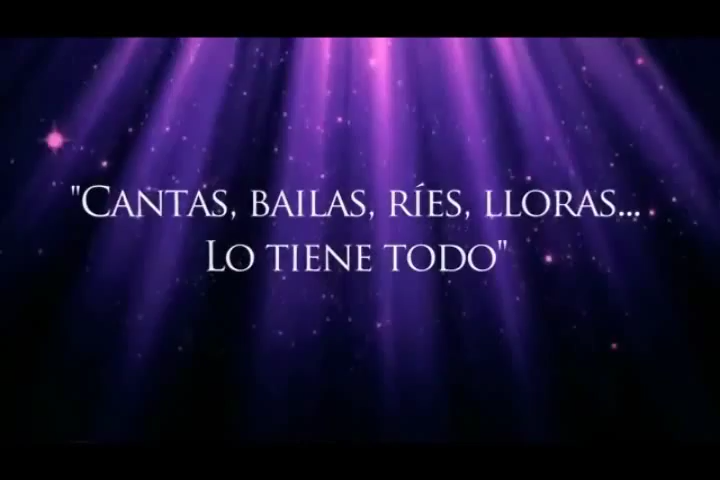 "CANTAS, BAILAS, RÍES, LLORAS...
LO TIENE TODO"